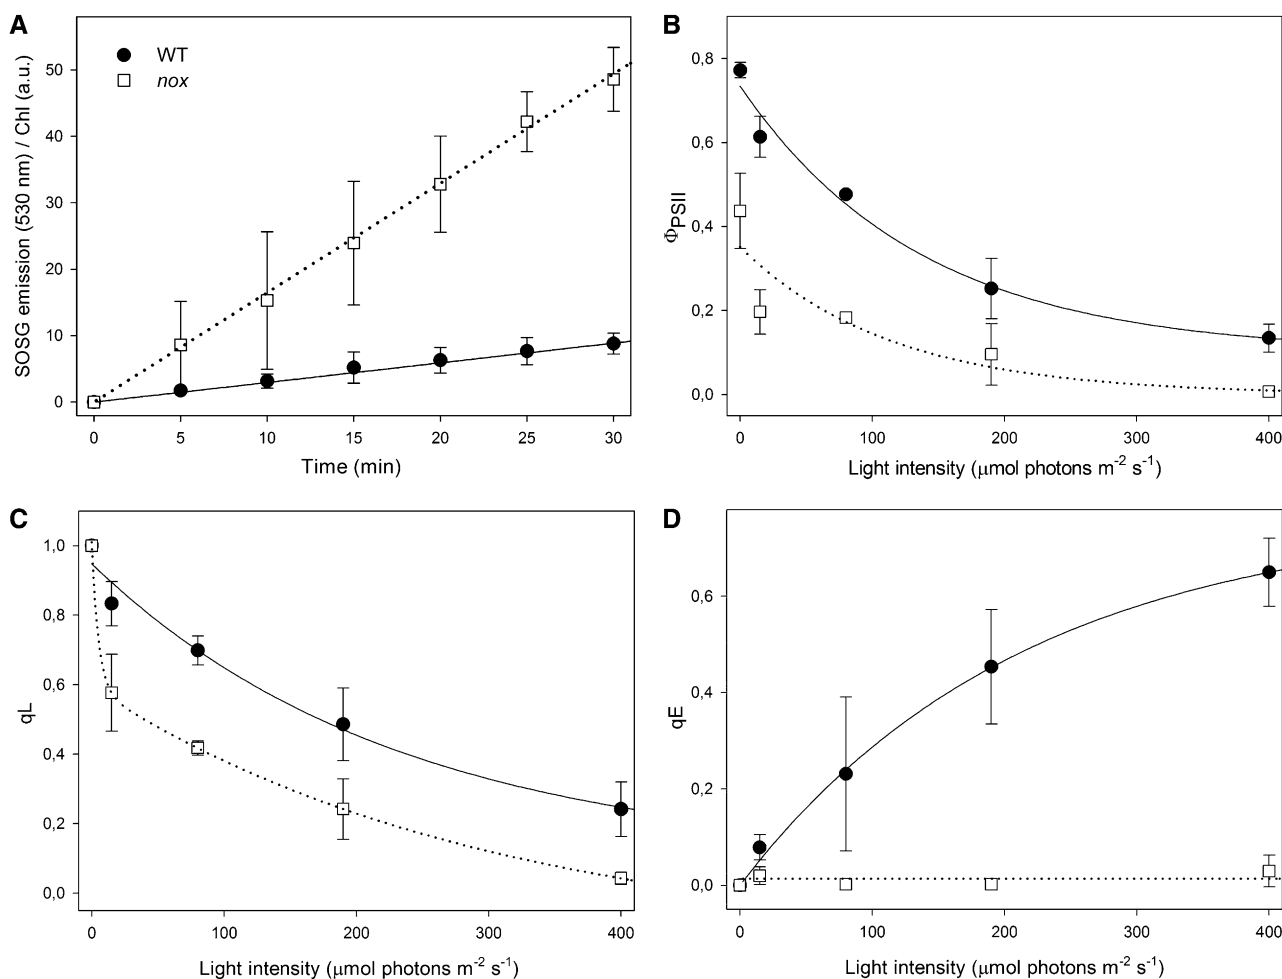 A
WT
nox
SOSG emission (530 nm) / Chl (a.u.)
50
40
30
20
10
0
0 5 10 15 20 25 30
Time (min)
B
ΦPSII
0,8
0,6
0,4
0,2
0,0
0 100 200 300 400
Light intensity (μmol photons m-2 s-1)
C
qL
1,0
0,8
0,6
0,4
0,2
0,0
0 100 200 300 400
Light intensity (μmol photons m-2 s-1)
D
qE
0,6
0,4
0,2
0,0
0 100 200 300 400
Light intensity (μmol photons m-2 s-1)